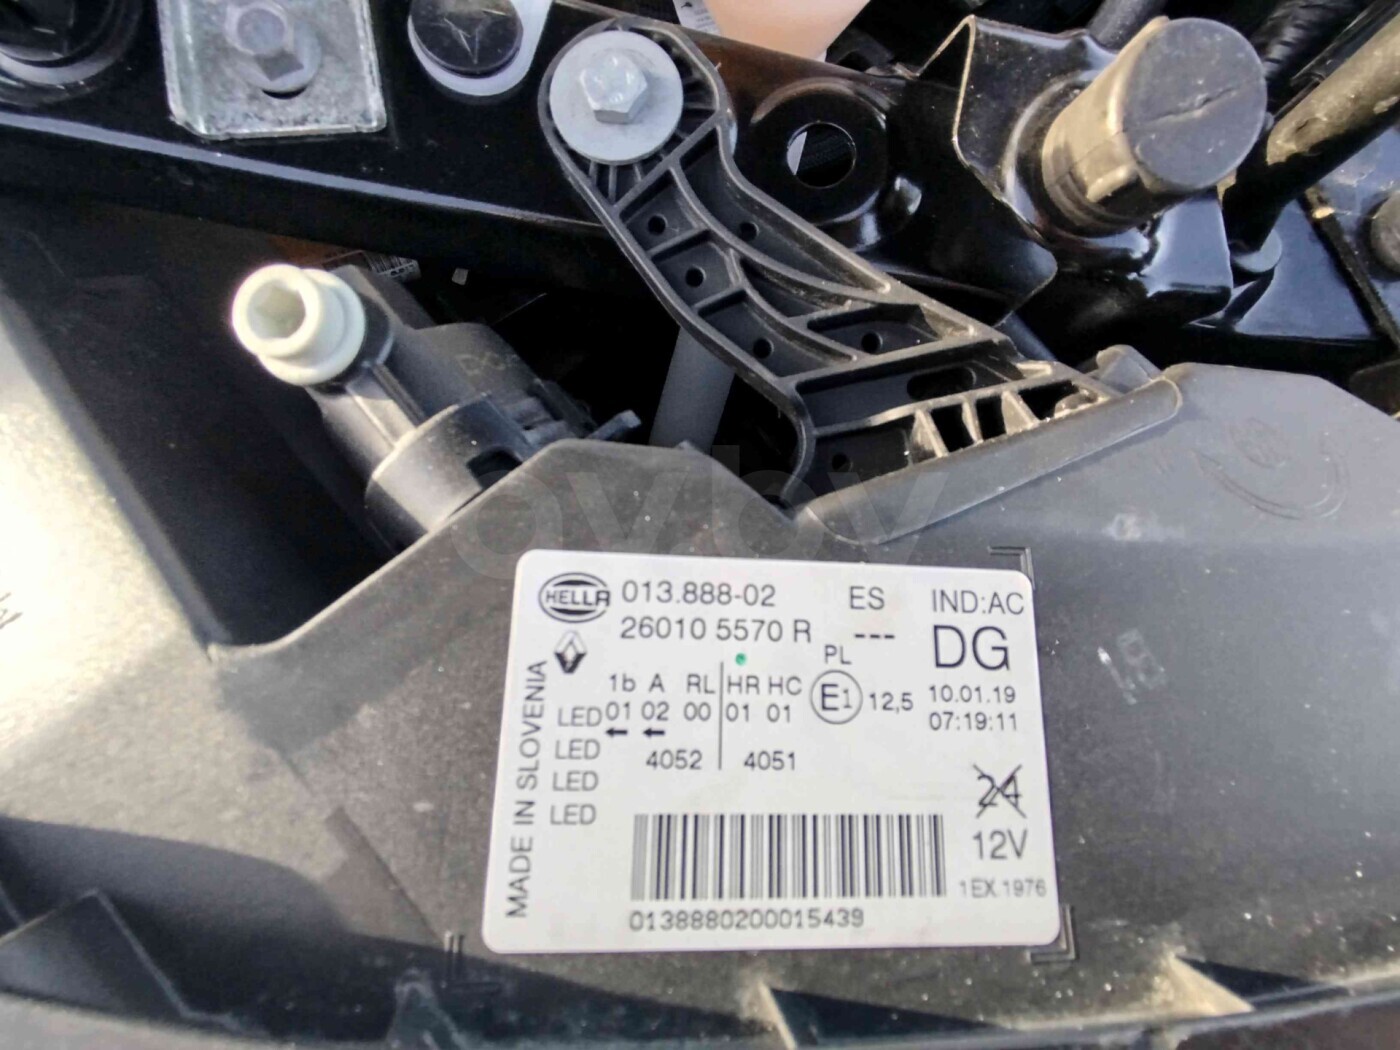 HELLA 013.888-02 ES IND:AC
26010 5570 R --- DG
PL
1b A RL HR HC E1 12,5 10.01.19
LED 01 02 00 01 01 07:19:11
LED 4052 4051
LED 24
LED 12V
1EX.1976
0138880200015439
MADE IN SLOVENIA
avby